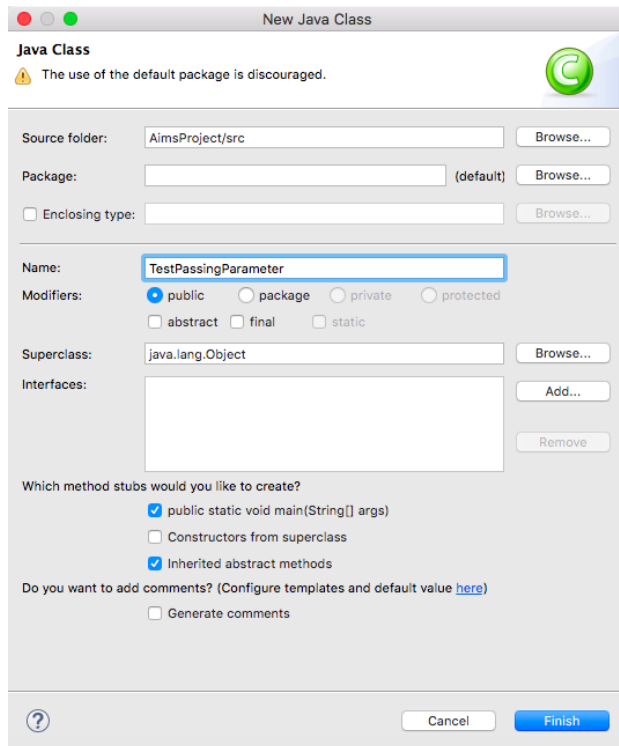 New Java Class
Java Class
The use of the default package is discouraged.
Source folder: AimsProject/src Browse...
Package: (default) Browse...
Enclosing type: Browse...
Name: TestPassingParameter
Modifiers: public package private protected
abstract final static
Superclass: java.lang.Object Browse...
Interfaces: Add...
Remove
Which method stubs would you like to create?
public static void main(String[] args)
Constructors from superclass
Inherited abstract methods
Do you want to add comments? (Configure templates and default value here)
Generate comments
? Cancel Finish